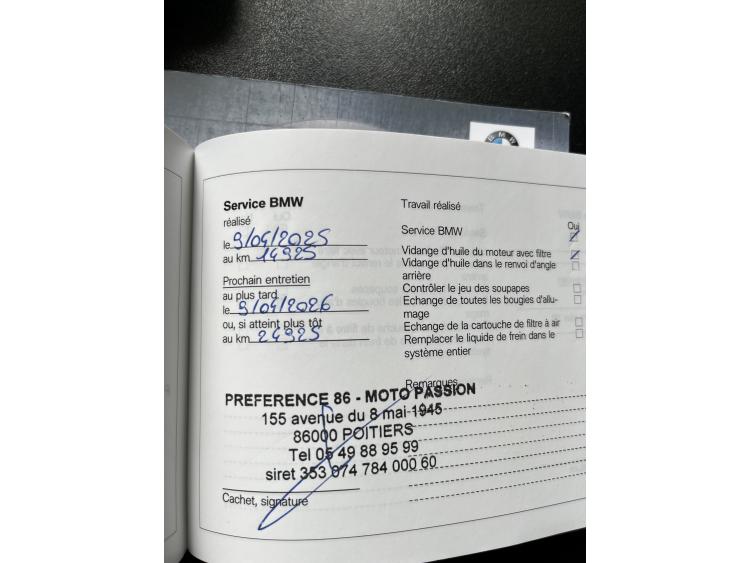 BMW
Service BMW
réalisé
le 9/04/2025
au km 14925
Prochain entretien
au plus tard
le 9/04/2026
ou, si atteint plus tôt
au km 24925
Travail réalisé
Oui
Service BMW
Vidange d'huile du moteur avec filtre
Vidange d'huile dans le renvoi d'angle
arrière
Contrôler le jeu des soupapes
Echange de toutes les bougies d'allu-
mage
Echange de la cartouche de filtre à air
Remplacer le liquide de frein dans le
système entier
Remarques
PREFERENCE 86 - MOTO PASSION
155 avenue du 8 mai 1945
86000 POITIERS
Tel 05 49 88 95 99
siret 353 074 784 000 60
Cachet, signature